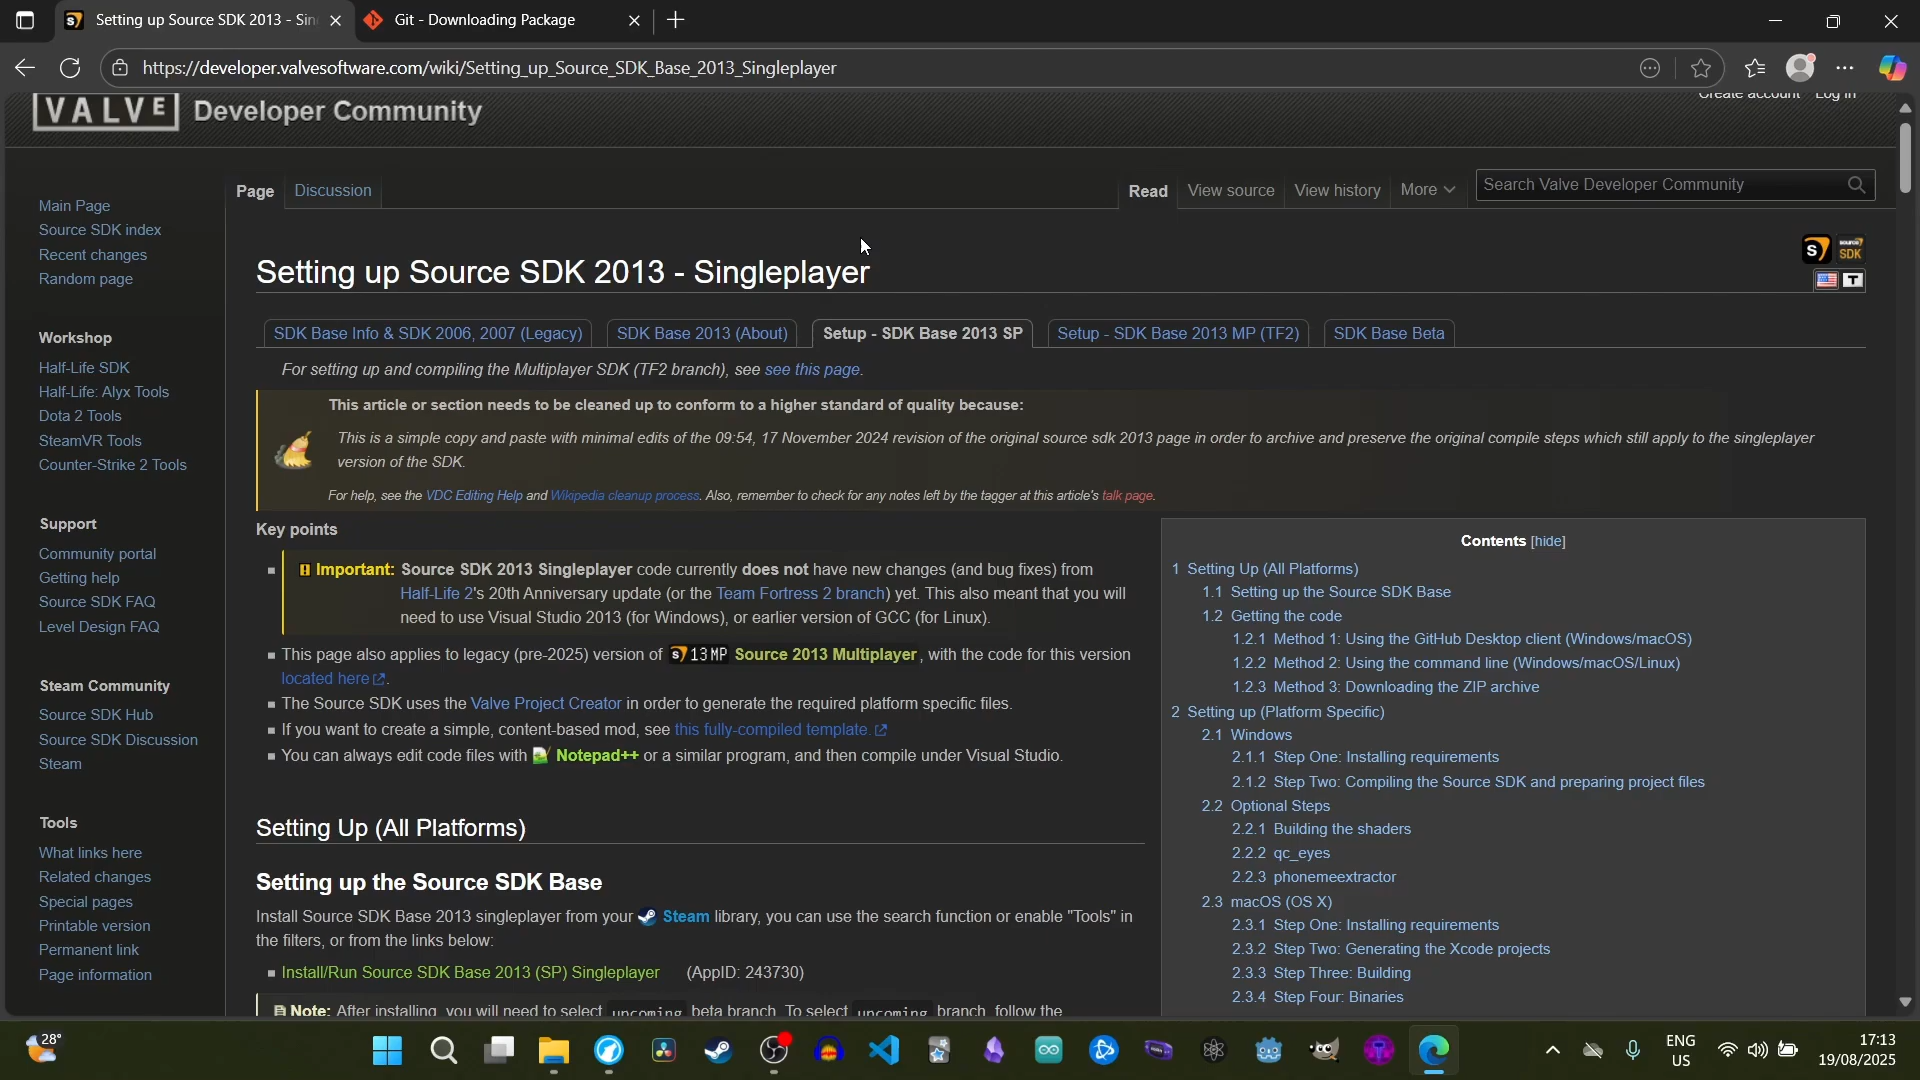 Setting up Source SDK 2013 - Sin
Git - Downloading Package
https://developer.valvesoftware.com/wiki/Setting_up_Source_SDK_Base_2013_Singleplayer
VALVE Developer Community
Create account Log in
Page Discussion Read View source View history More Search Valve Developer Community
Main Page
Source SDK index
Recent changes
Random page
Workshop
Half-Life SDK
Half-Life: Alyx Tools
Dota 2 Tools
SteamVR Tools
Counter-Strike 2 Tools
Support
Community portal
Getting help
Source SDK FAQ
Level Design FAQ
Steam Community
Source SDK Hub
Source SDK Discussion
Steam
Tools
What links here
Related changes
Special pages
Printable version
Permanent link
Page information
Setting up Source SDK 2013 - Singleplayer
SDK Base Info & SDK 2006, 2007 (Legacy) SDK Base 2013 (About) Setup - SDK Base 2013 SP Setup - SDK Base 2013 MP (TF2) SDK Base Beta
For setting up and compiling the Multiplayer SDK (TF2 branch), see see this page.
This article or section needs to be cleaned up to conform to a higher standard of quality because:
This is a simple copy and paste with minimal edits of the 09:54, 17 November 2024 revision of the original source sdk 2013 page in order to archive and preserve the original compile steps which still apply to the singleplayer
version of the SDK.
For help, see the VDC Editing Help and Wikipedia cleanup process. Also, remember to check for any notes left by the tagger at this article's talk page.
Key points
Important: Source SDK 2013 Singleplayer code currently does not have new changes (and bug fixes) from
Half-Life 2's 20th Anniversary update (or the Team Fortress 2 branch) yet. This also meant that you will
need to use Visual Studio 2013 (for Windows), or earlier version of GCC (for Linux).
This page also applies to legacy (pre-2025) version of 13MP Source 2013 Multiplayer, with the code for this version
located here.
The Source SDK uses the Valve Project Creator in order to generate the required platform specific files.
If you want to create a simple, content-based mod, see this fully-compiled template.
You can always edit code files with Notepad++ or a similar program, and then compile under Visual Studio.
Setting Up (All Platforms)
Setting up the Source SDK Base
Install Source SDK Base 2013 singleplayer from your Steam library, you can use the search function or enable "Tools" in
the filters, or from the links below:
Install/Run Source SDK Base 2013 (SP) Singleplayer (AppID: 243730)
Note: After installing, you will need to select upcoming beta branch. To select upcoming branch, follow the
Contents [hide]
1 Setting Up (All Platforms)
1.1 Setting up the Source SDK Base
1.2 Getting the code
1.2.1 Method 1: Using the GitHub Desktop client (Windows/macOS)
1.2.2 Method 2: Using the command line (Windows/macOS/Linux)
1.2.3 Method 3: Downloading the ZIP archive
2 Setting up (Platform Specific)
2.1 Windows
2.1.1 Step One: Installing requirements
2.1.2 Step Two: Compiling the Source SDK and preparing project files
2.2 Optional Steps
2.2.1 Building the shaders
2.2.2 qc_eyes
2.2.3 phonemeextractor
2.3 macOS (OS X)
2.3.1 Step One: Installing requirements
2.3.2 Step Two: Generating the Xcode projects
2.3.3 Step Three: Building
2.3.4 Step Four: Binaries
28°
ENG
US
17:13
19/08/2025